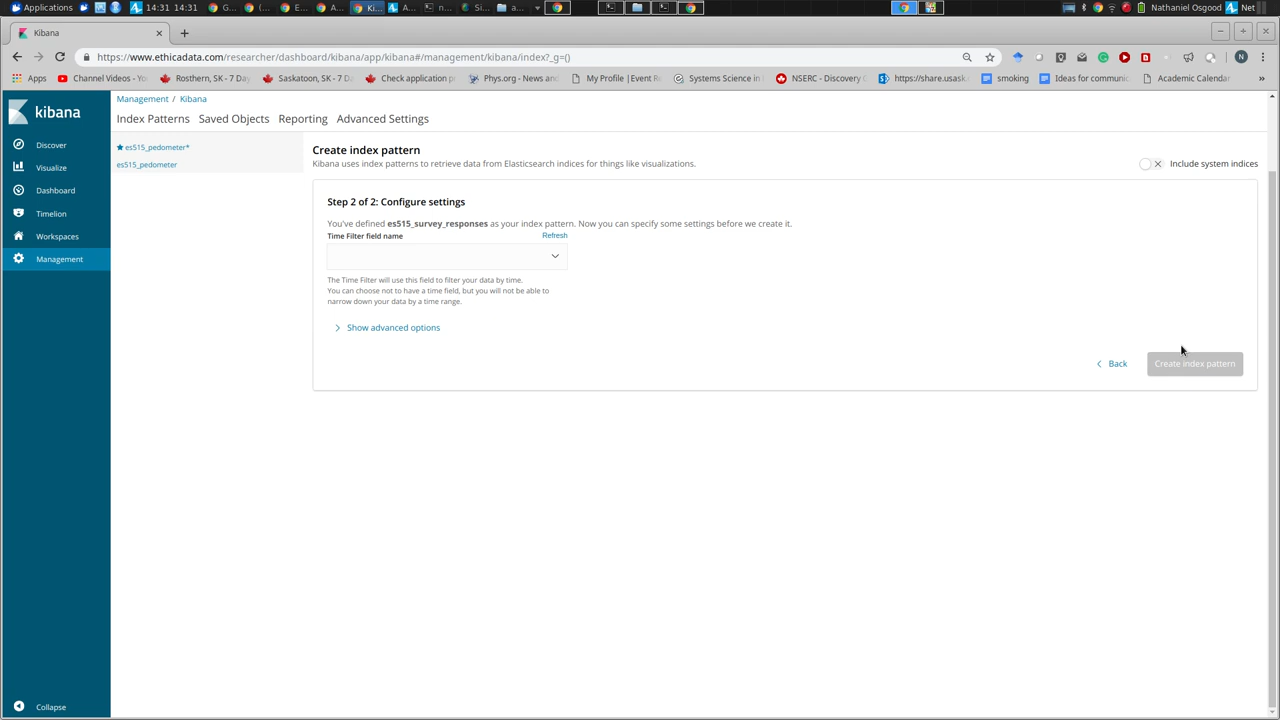 Applications 14:31 14:31 G... (... G... E... A... Ki... A... n... Si... a... Nathaniel Osgood Net
Kibana
https://www.ethicadata.com/researcher/dashboard/kibana/app/kibana#/management/kibana/index?_g=()
Apps Channel Videos - Yo Rosthern, SK - 7 Day Saskatoon, SK - 7 Da Check application p Phys.org - News and My Profile |Event R Systems Science in NSERC - Discovery G https://share.usask smoking Ideas for communic Academic Calendar »
kibana
Discover
Visualize
Dashboard
Timelion
Workspaces
Management
Collapse
Management / Kibana
Index Patterns Saved Objects Reporting Advanced Settings
es515_pedometer*
es515_pedometer
Create index pattern
Kibana uses index patterns to retrieve data from Elasticsearch indices for things like visualizations.
Include system indices
Step 2 of 2: Configure settings
You've defined es515_survey_responses as your index pattern. Now you can specify some settings before we create it.
Time Filter field name Refresh
The Time Filter will use this field to filter your data by time.
You can choose not to have a time field, but you will not be able to
narrow down your data by a time range.
Show advanced options
Back Create index pattern